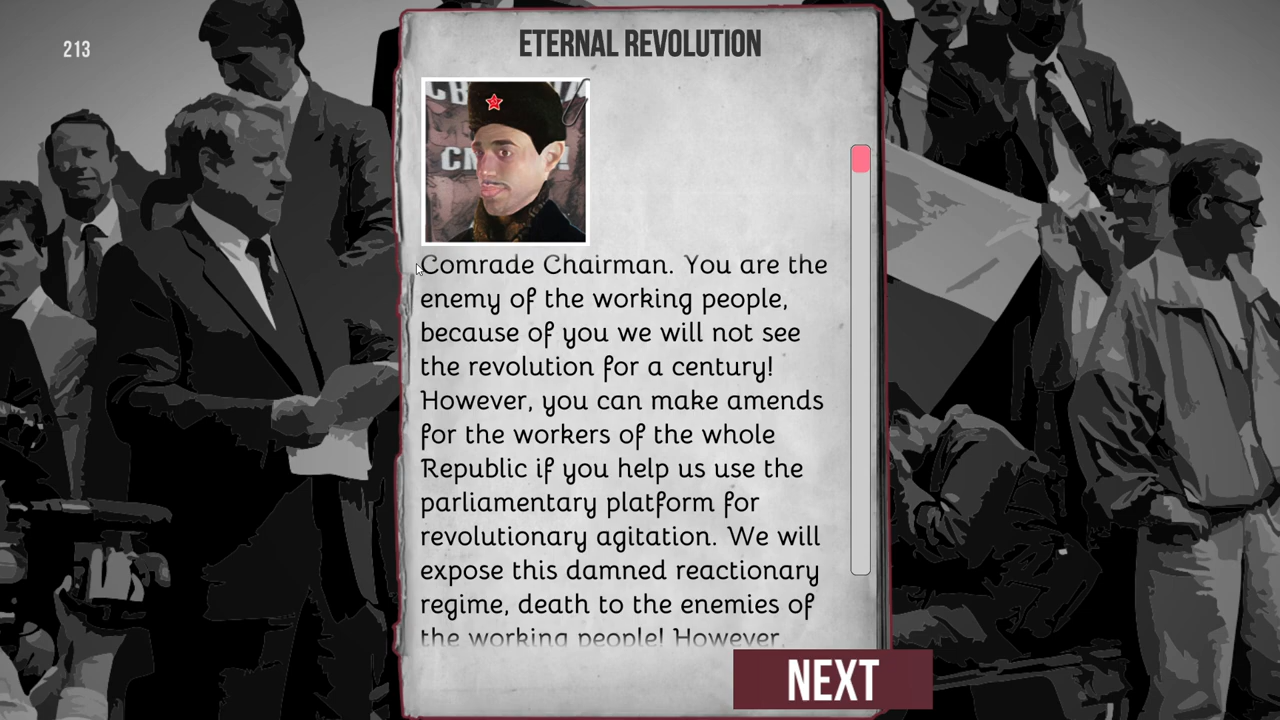 213
ETERNAL REVOLUTION
Comrade Chairman. You are the
enemy of the working people,
because of you we will not see
the revolution for a century!
However, you can make amends
for the workers of the whole
Republic if you help us use the
parliamentary platform for
revolutionary agitation. We will
expose this damned reactionary
regime, death to the enemies of
the working people! However,
NEXT